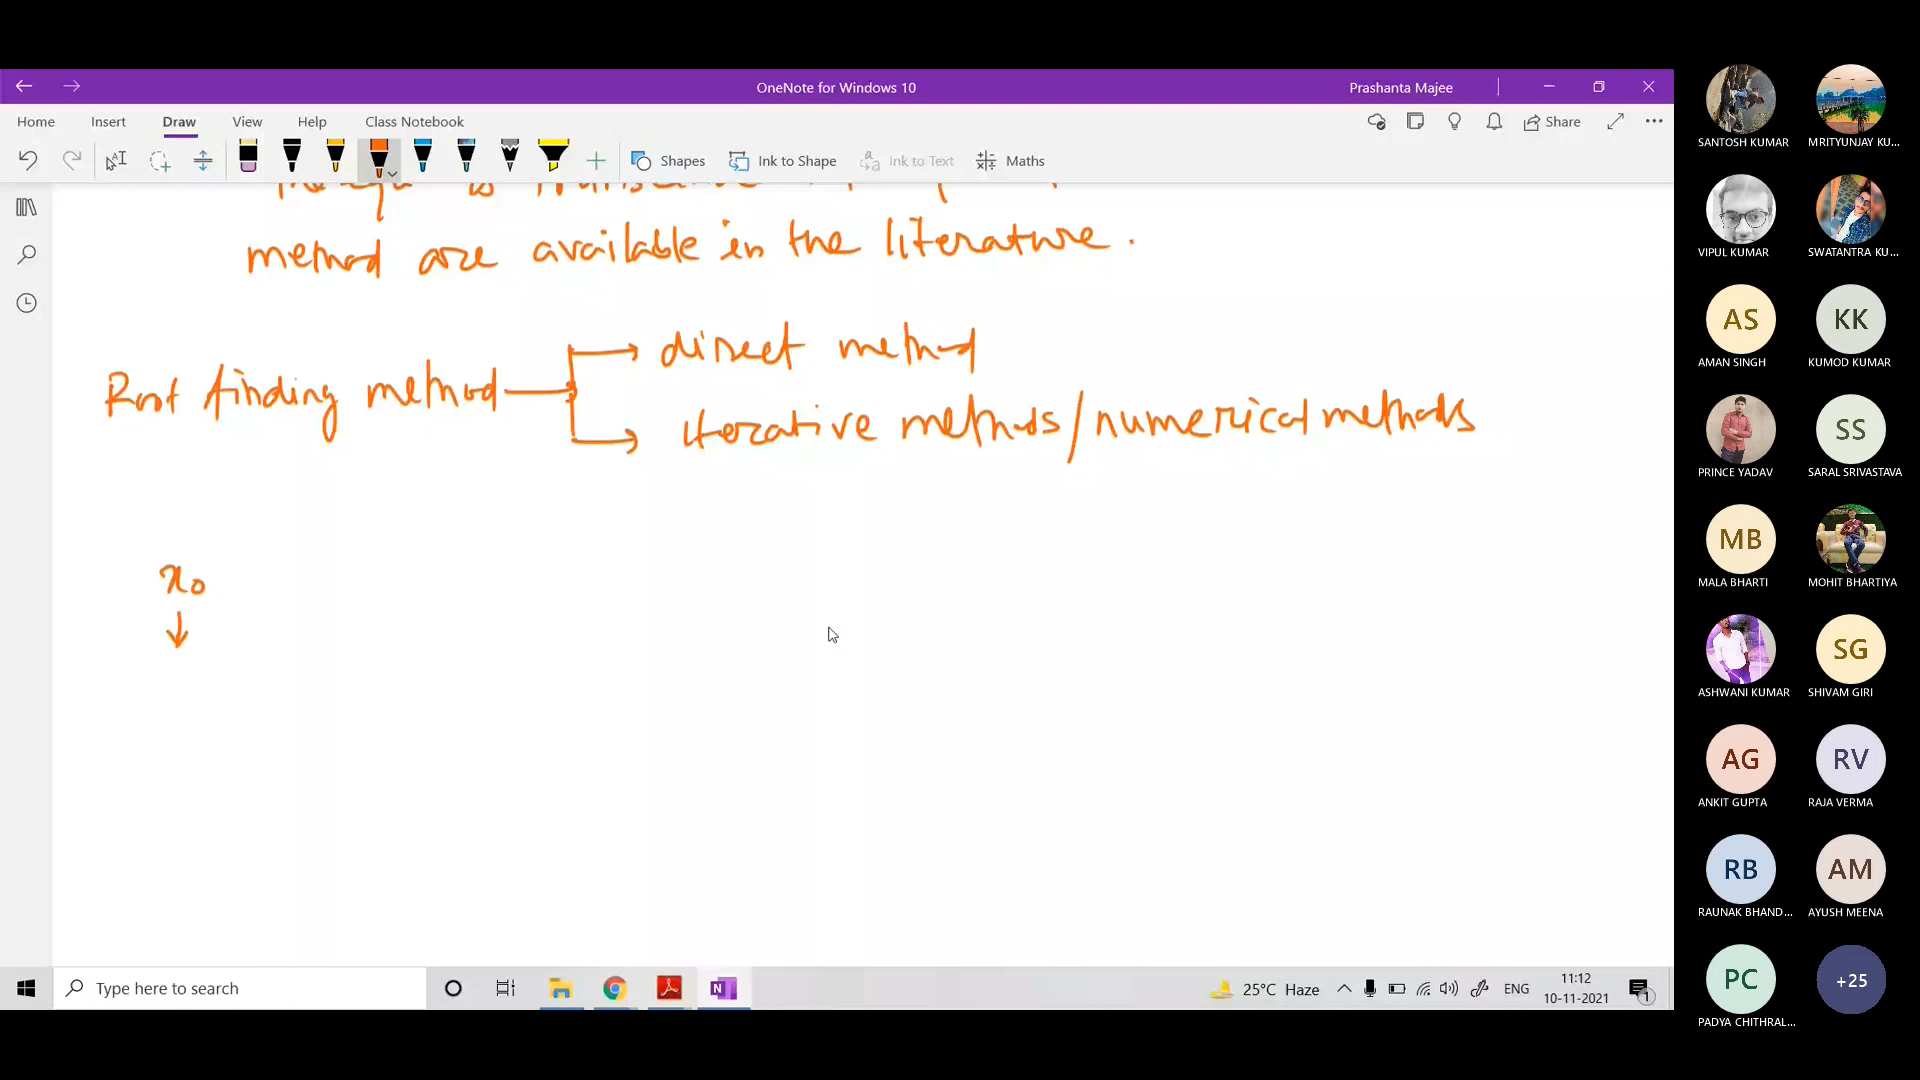 OneNote for Windows 10
Prashanta Majee
Home Insert Draw View Help Class Notebook
Share
Shapes Ink to Shape Ink to Text Maths
is
method are available in the literature.
direct method
Root finding method
iterative methods/numerical methods
x0
SANTOSH KUMAR
MRITYUNJAY KU...
VIPUL KUMAR
SWATANTRA KU...
AS
AMAN SINGH
KK
KUMOD KUMAR
PRINCE YADAV
SS
SARAL SRIVASTAVA
MB
MALA BHARTI
MOHIT BHARTIYA
ASHWANI KUMAR
SG
SHIVAM GIRI
AG
ANKIT GUPTA
RV
RAJA VERMA
RB
RAUNAK BHAND...
AM
AYUSH MEENA
PC
PADYA CHITHRAL...
+25
Type here to search
25°C Haze
ENG
11:12
10-11-2021
1